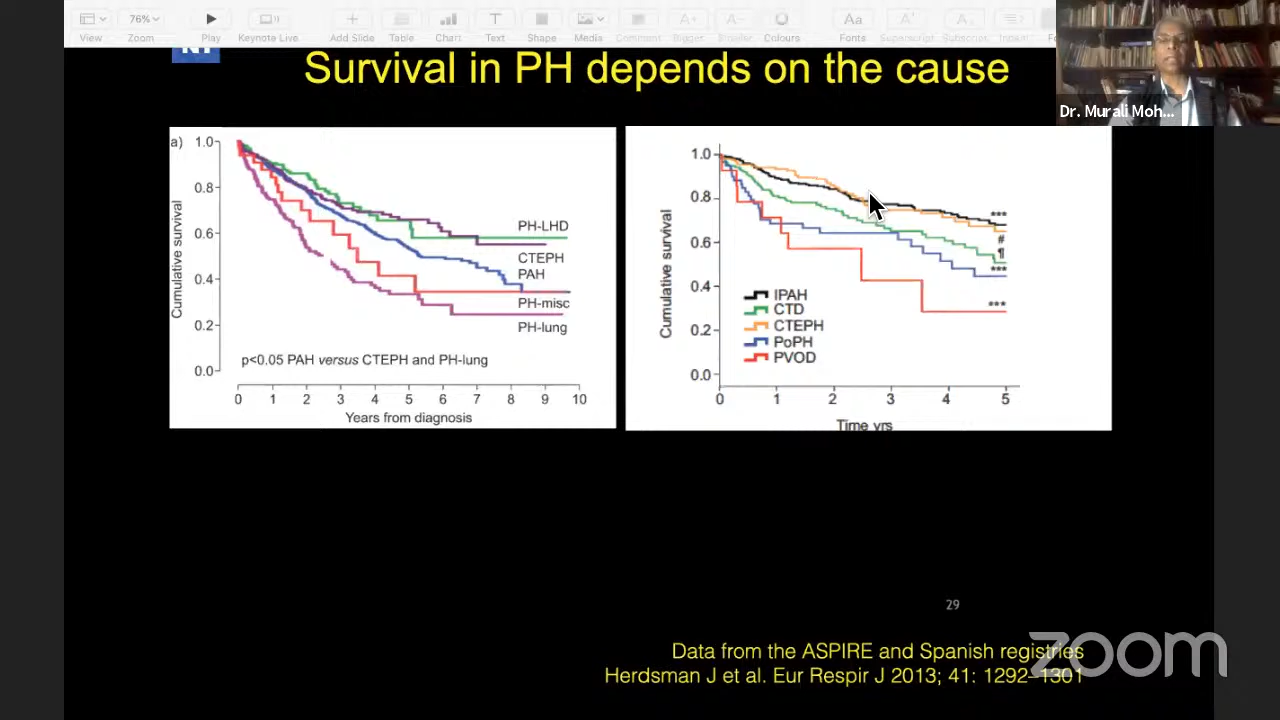 76%
View
Zoom
Play
Keynote Live
Add Slide
Table
Chart
Text
Shape
Media
Comment
Bigger
Smaller
Colours
Fonts
Superscript
Subscript
Indent
Dr. Murali Moh...
Survival in PH depends on the cause
a)
1.0
0.8
0.6
0.4
0.2
0.0
Cumulative survival
PH-LHD
CTEPH
PAH
PH-misc
PH-lung
p<0.05 PAH versus CTEPH and PH-lung
0 1 2 3 4 5 6 7 8 9 10
Years from diagnosis
1.0
0.8
0.6
0.4
0.2
0.0
Cumulative survival
***
#
¶
***
***
IPAH
CTD
CTEPH
PoPH
PVOD
0 1 2 3 4 5
Time yrs
29
Data from the ASPIRE and Spanish registries
Herdsman J et al. Eur Respir J 2013; 41: 1292–1301
zoom